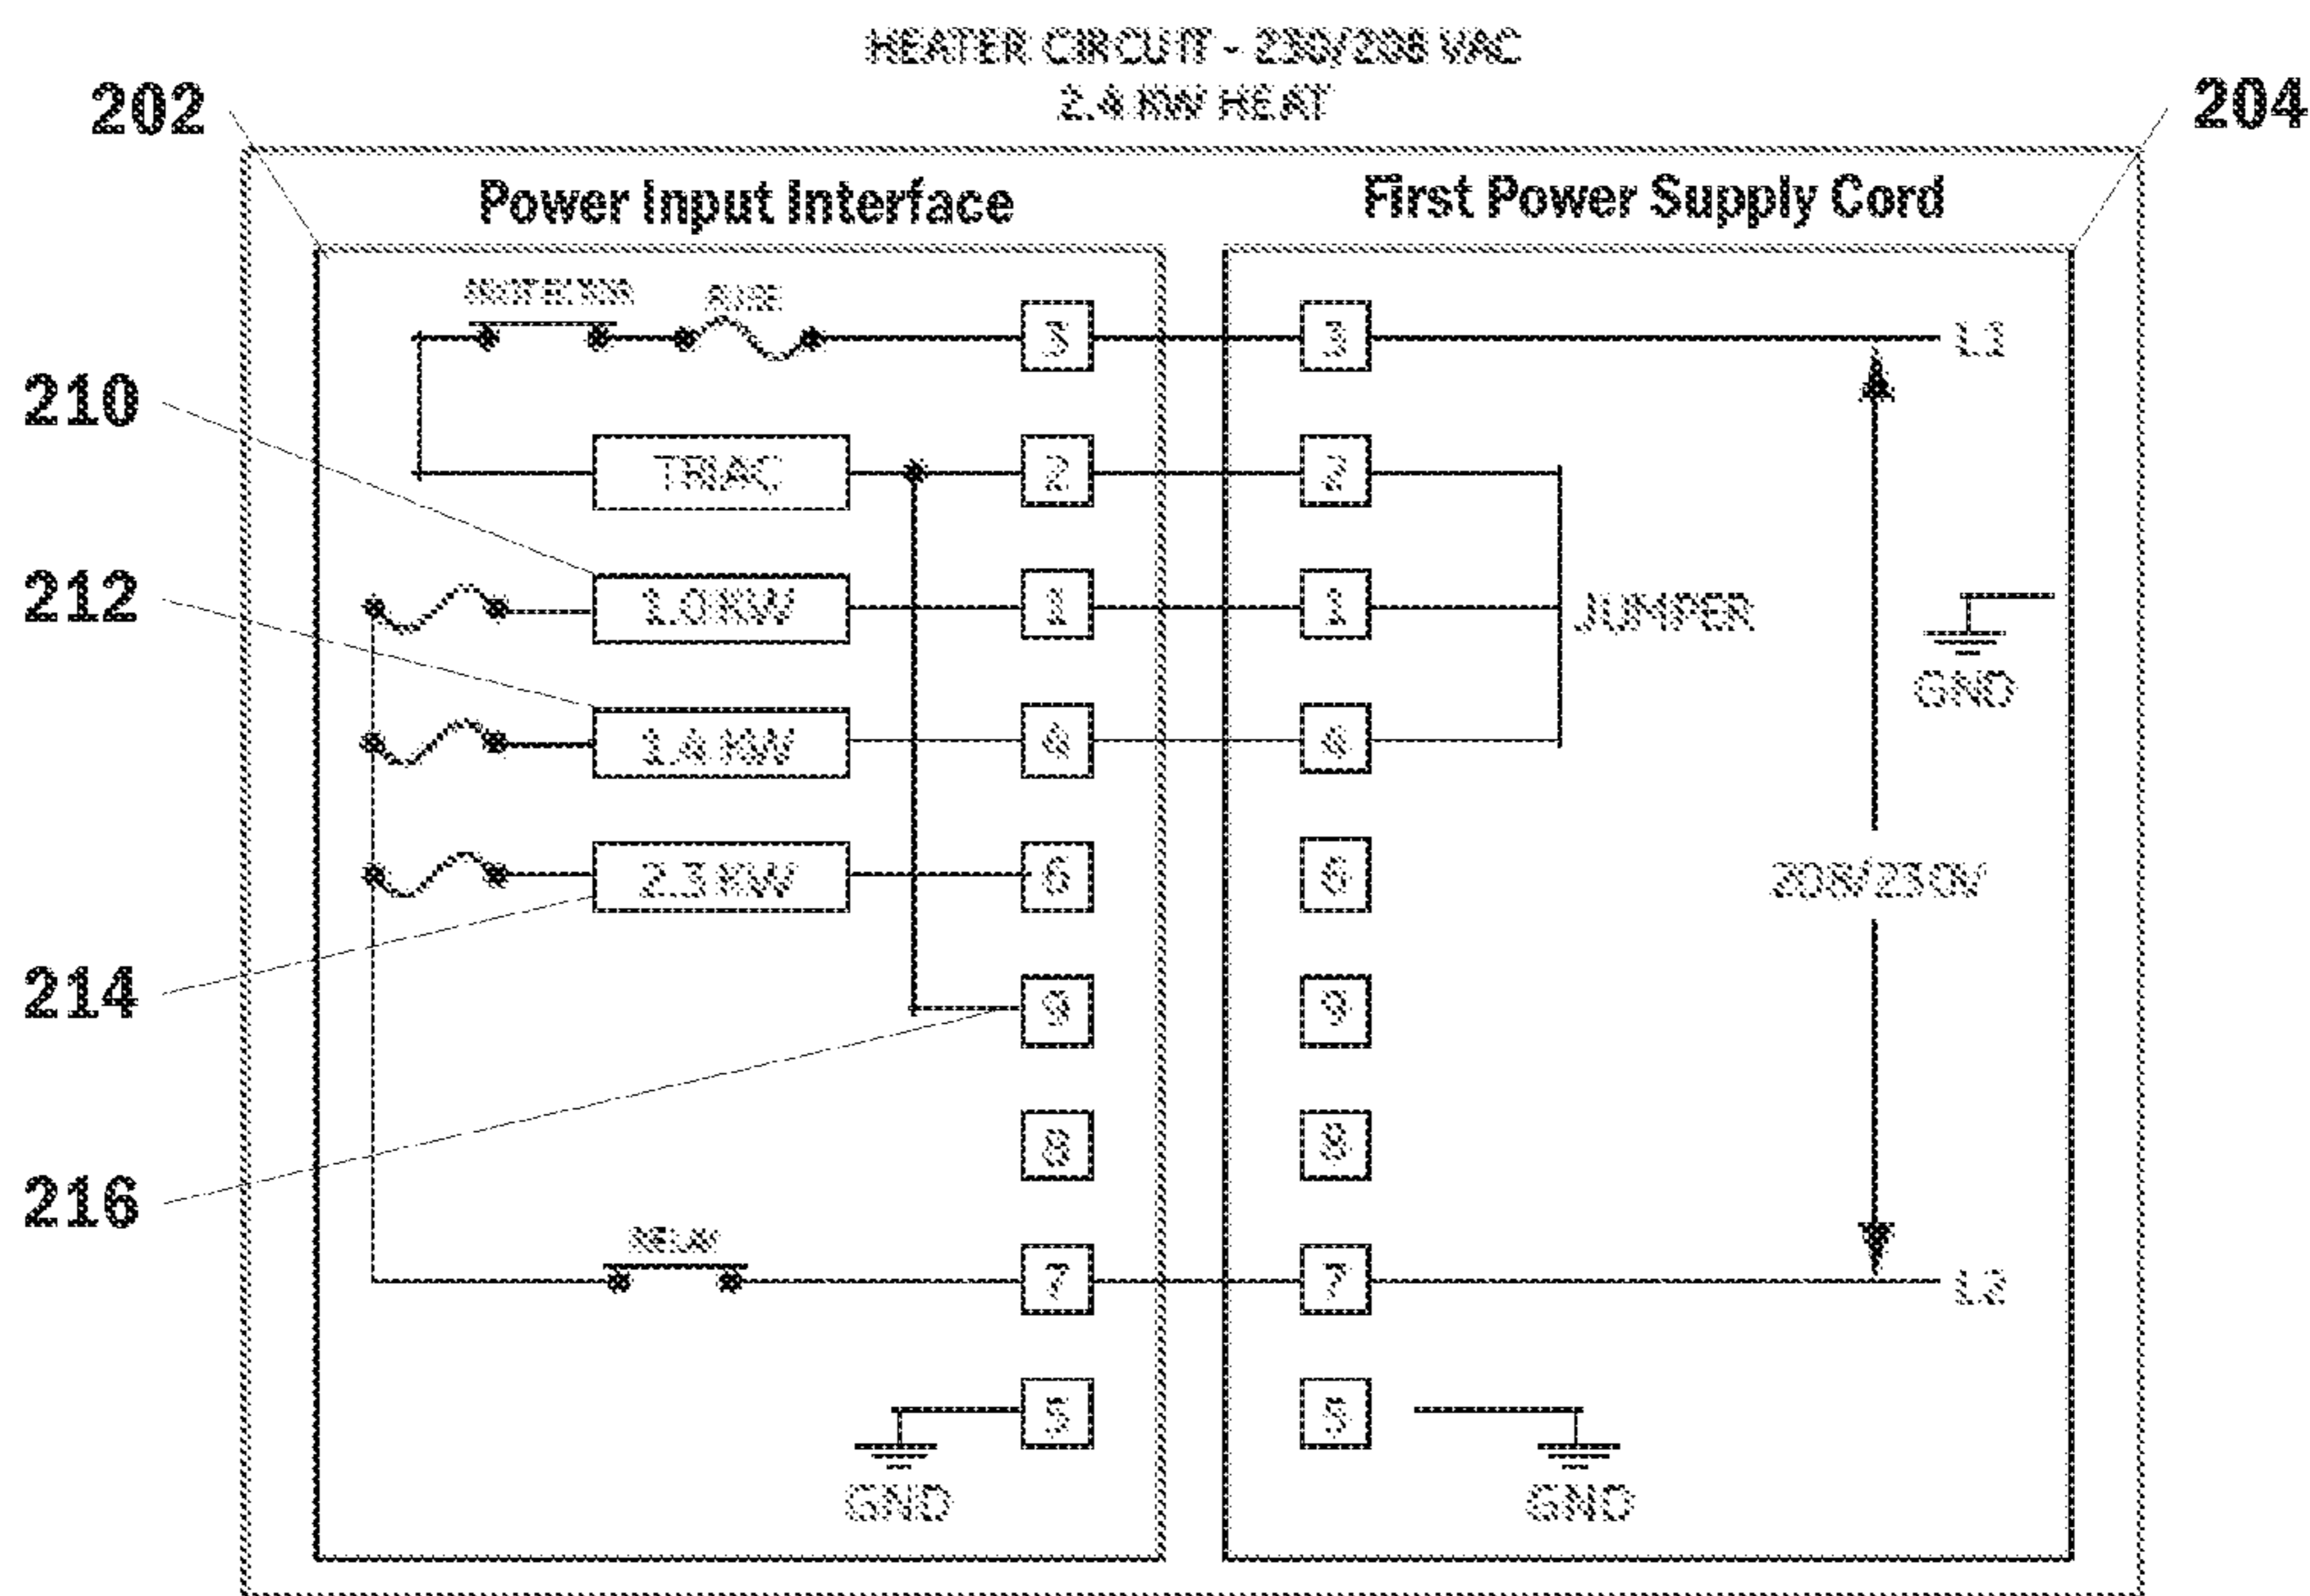 HEATER CIRCUIT - 230/208 VAC
2.4 KW HEAT
202
204
Power Input Interface
First Power Supply Cord
FUSE
3
3
L1
210
TRIAC
2
2
212
1.0 KW
1
1
JUMPER
1.4 KW
4
4
GND
2.3 KW
6
6
208/230V
214
9
9
8
8
216
RELAY
7
7
L2
5
5
GND
GND